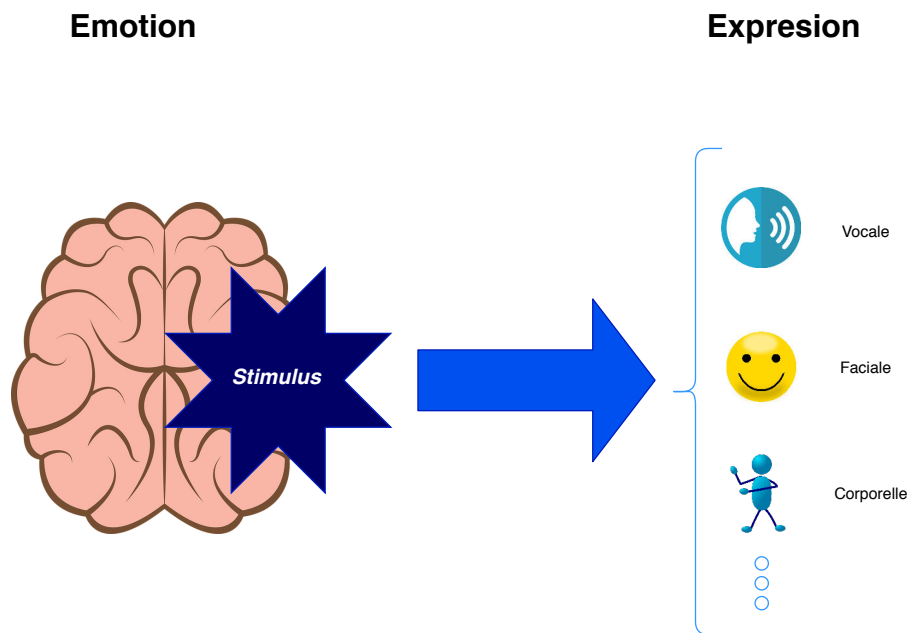 Emotion
Expresion
Stimulus
Vocale
Faciale
Corporelle